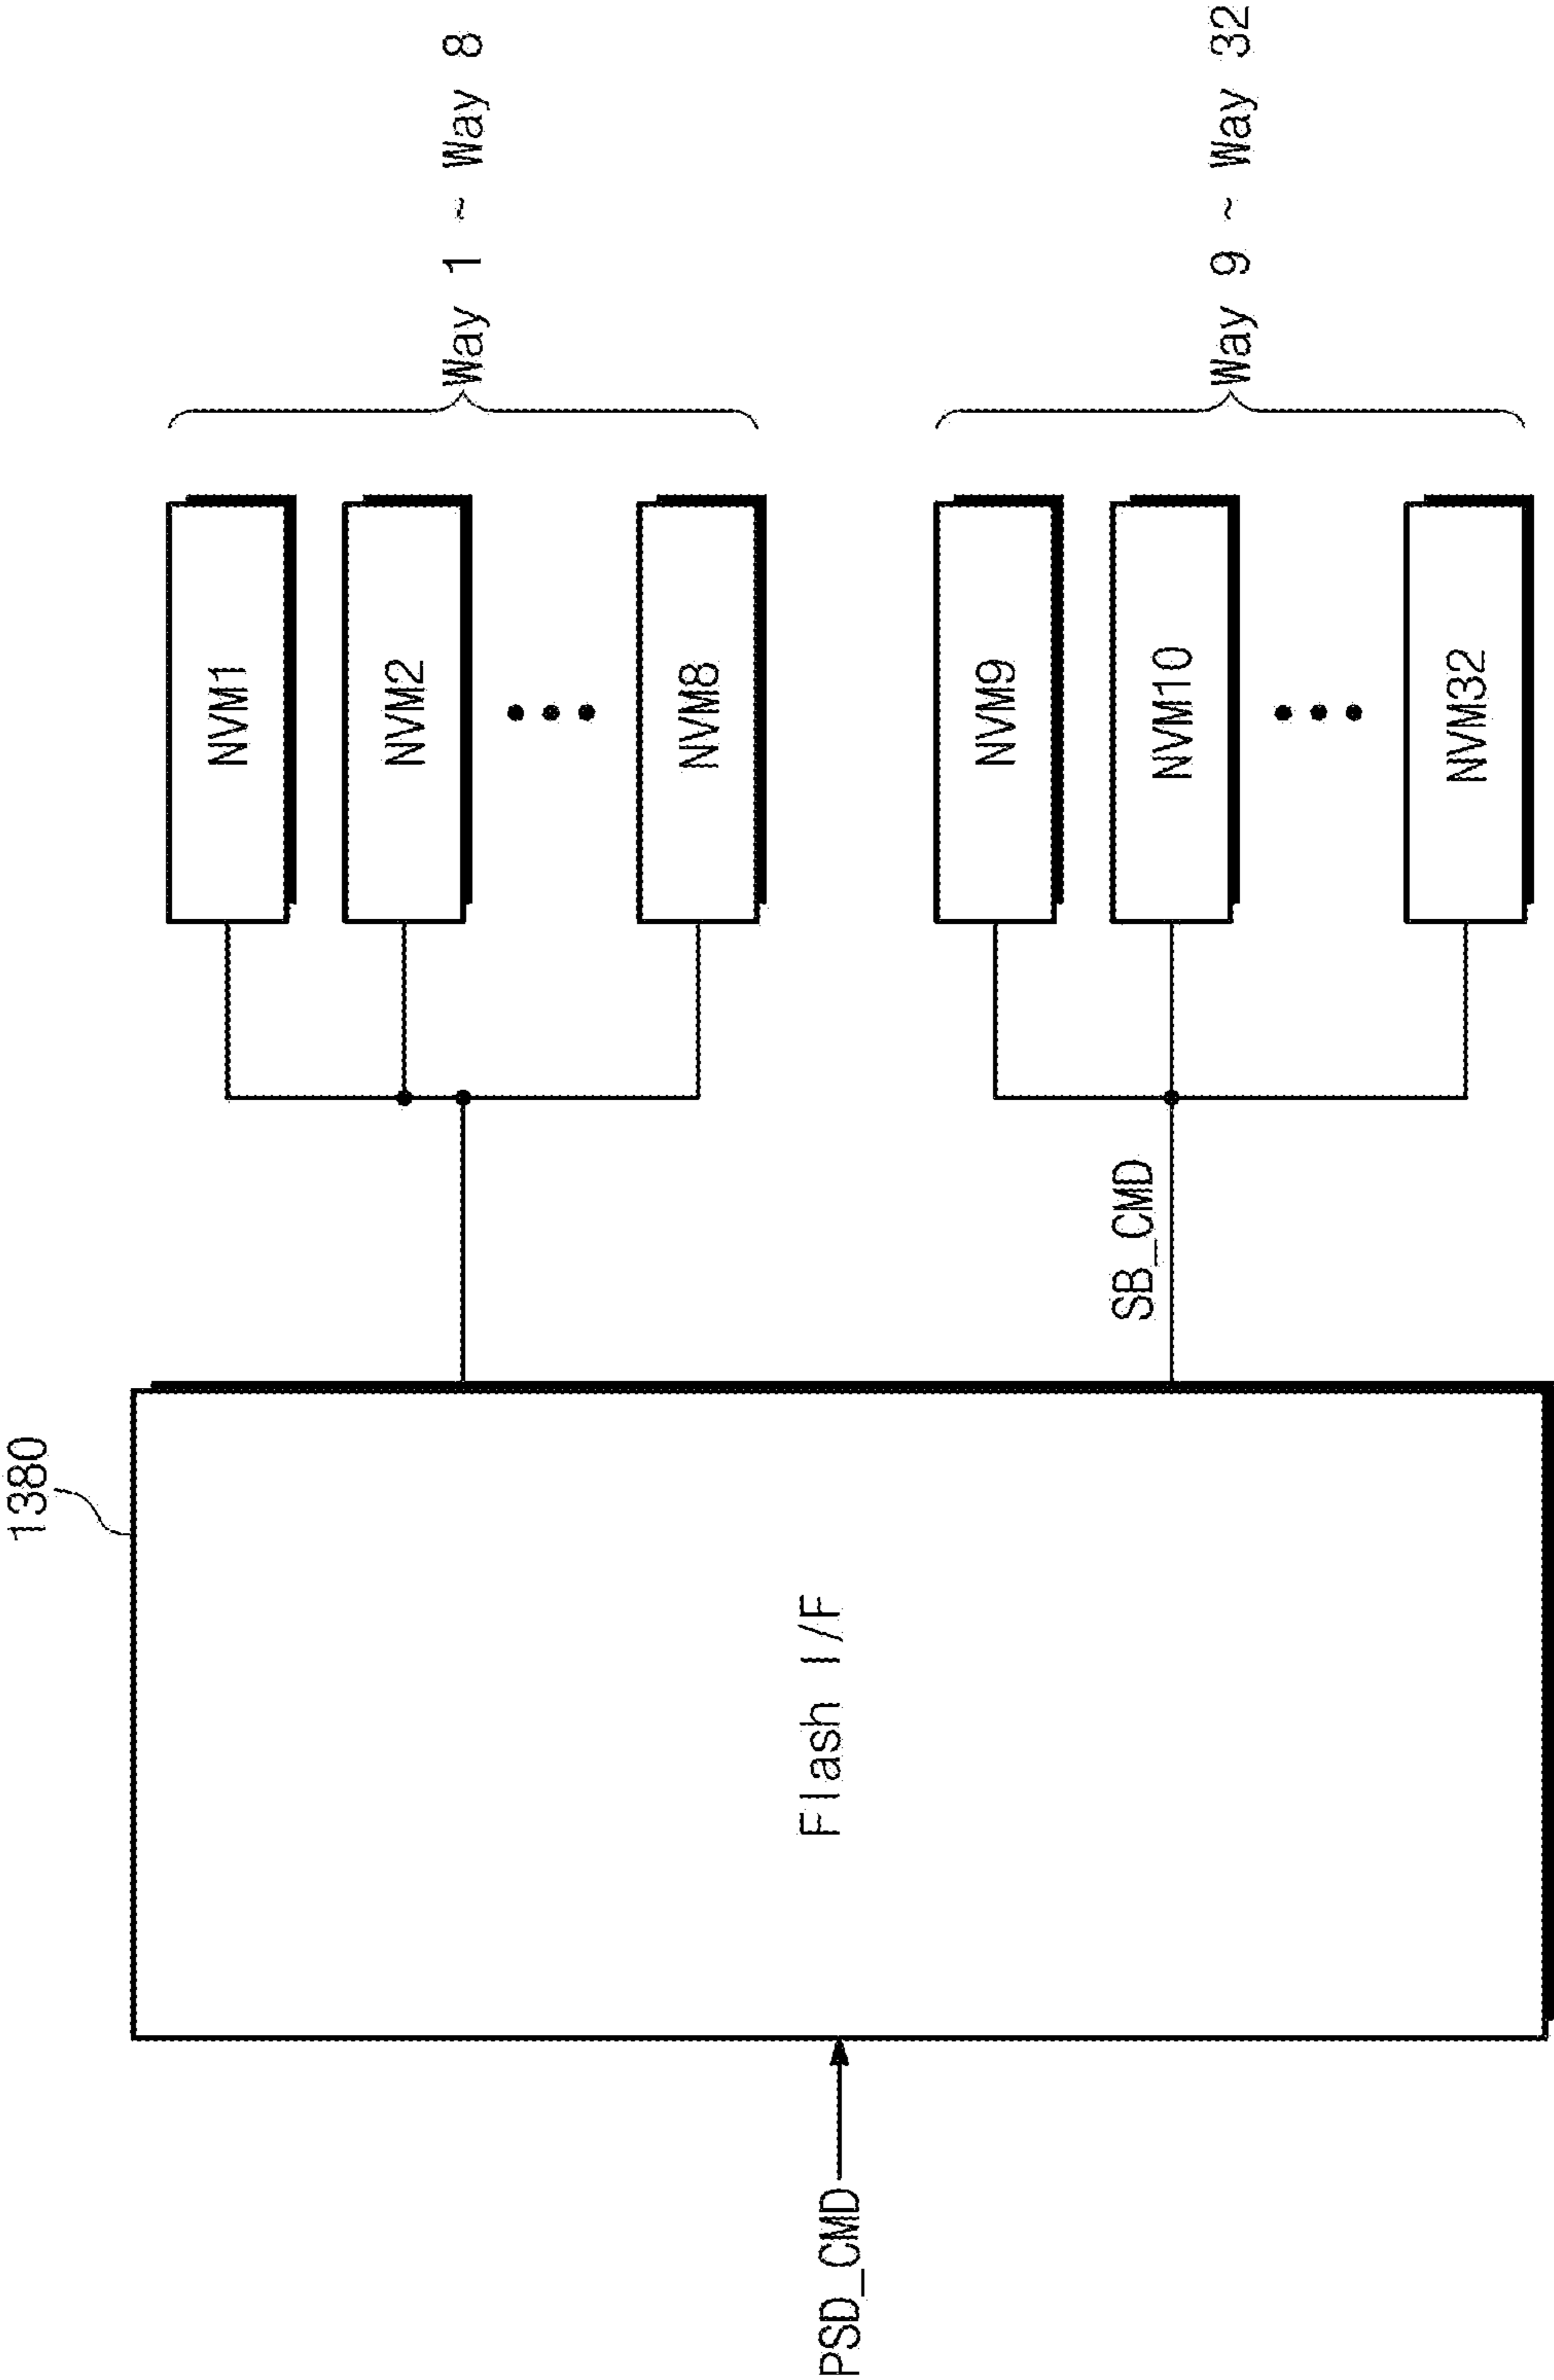 1380
PSD_CMD
Flash I/F
SB_CMD
NVM1
NVM2
NVM8
Way 1 ~ Way 8
NVM9
NVM10
NVM32
Way 9 ~ Way 32